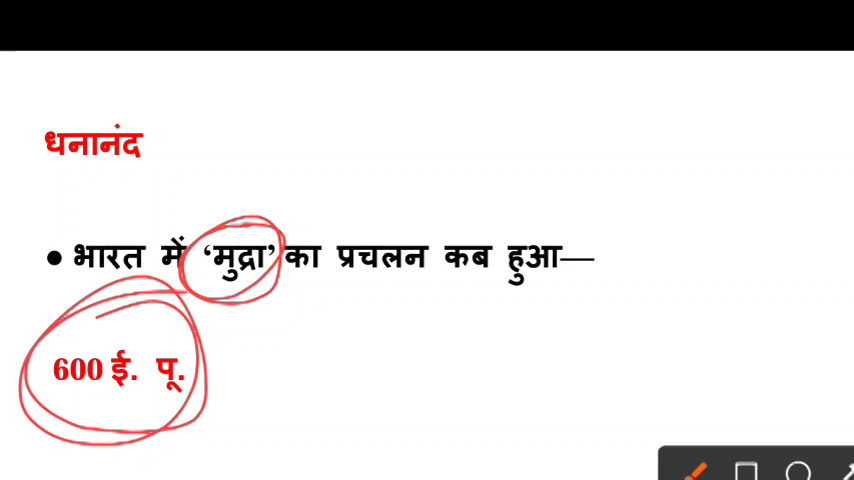 धनानंद
● भारत में ‘मुद्रा’ का प्रचलन कब हुआ—
600 ई. पू.